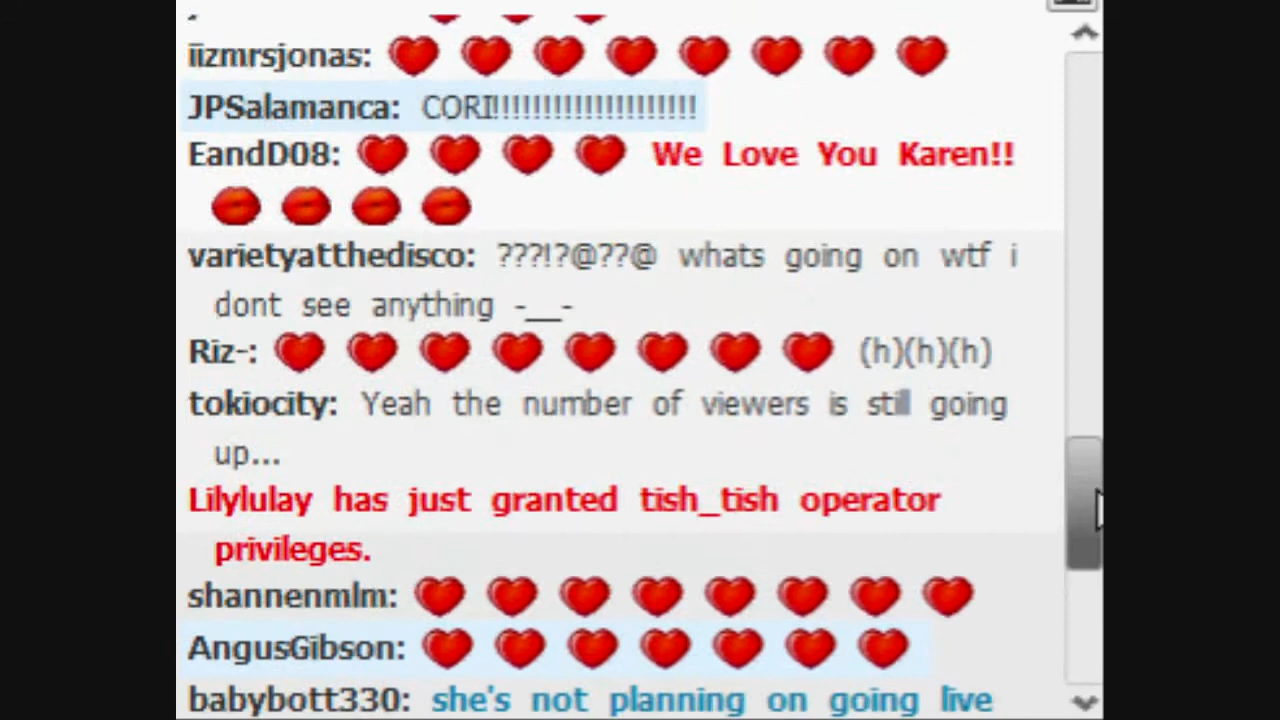 iizmrsjonas:
JPSalamanca: CORI!!!!!!!!!!!!!!!!!!!!
EandD08: We Love You Karen!!
varietyatthedisco: ???!?@??@ whats going on wtf i
dont see anything -__-
Riz-: (h)(h)(h)
tokiocity: Yeah the number of viewers is still going
up...
Lilylulay has just granted tish_tish operator
privileges.
shannenmlm:
AngusGibson:
babybott330: she's not planning on going live